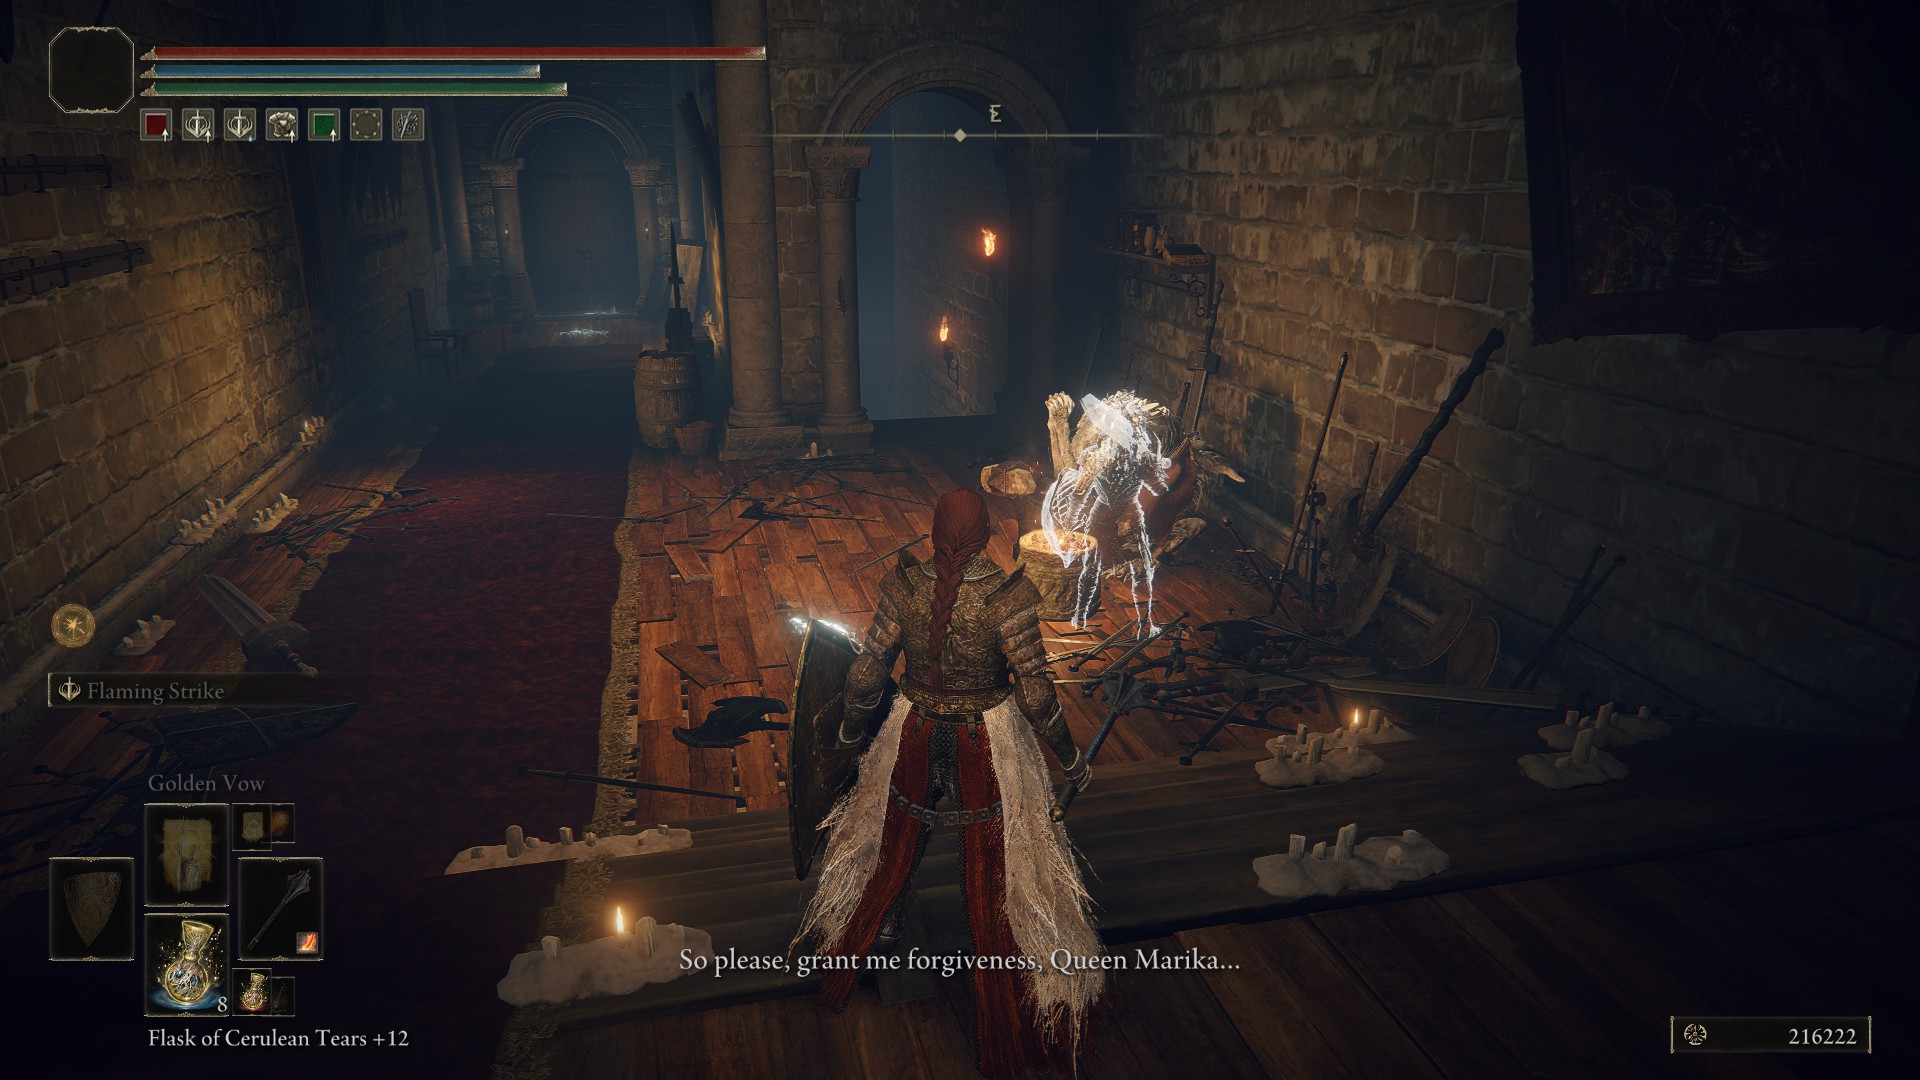 E
Flaming Strike
Golden Vow
8
Flask of Cerulean Tears +12
So please, grant me forgiveness, Queen Marika...
216222